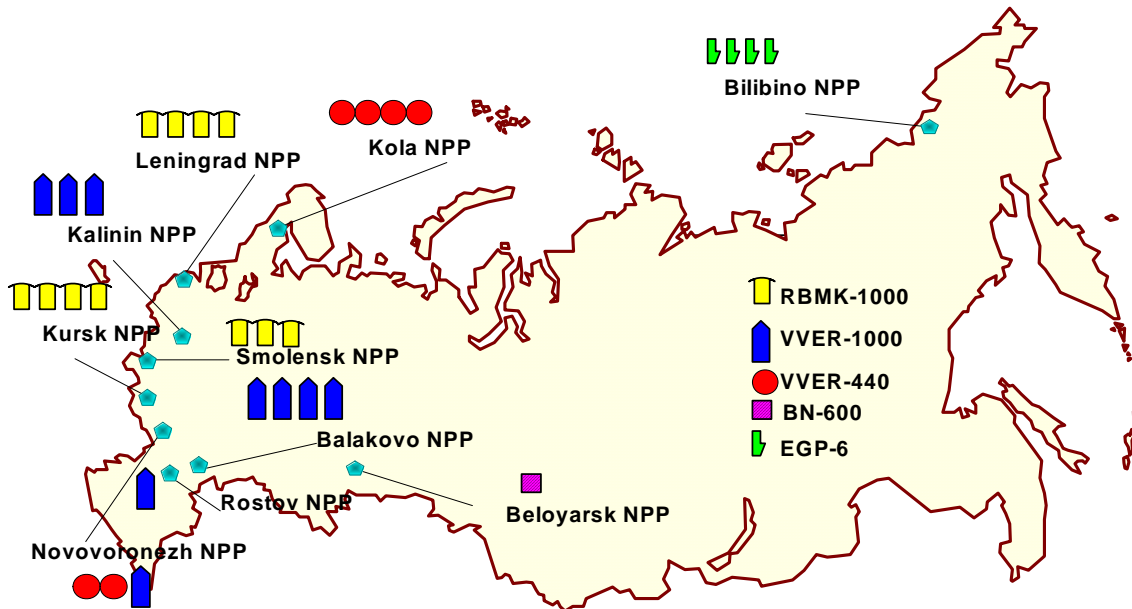 Bilibino NPP
Leningrad NPP
Kola NPP
Kalinin NPP
Kursk NPP
Smolensk NPP
Balakovo NPP
Rostov NPP
Beloyarsk NPP
Novovoronezh NPP
RBMK-1000
VVER-1000
VVER-440
BN-600
EGP-6